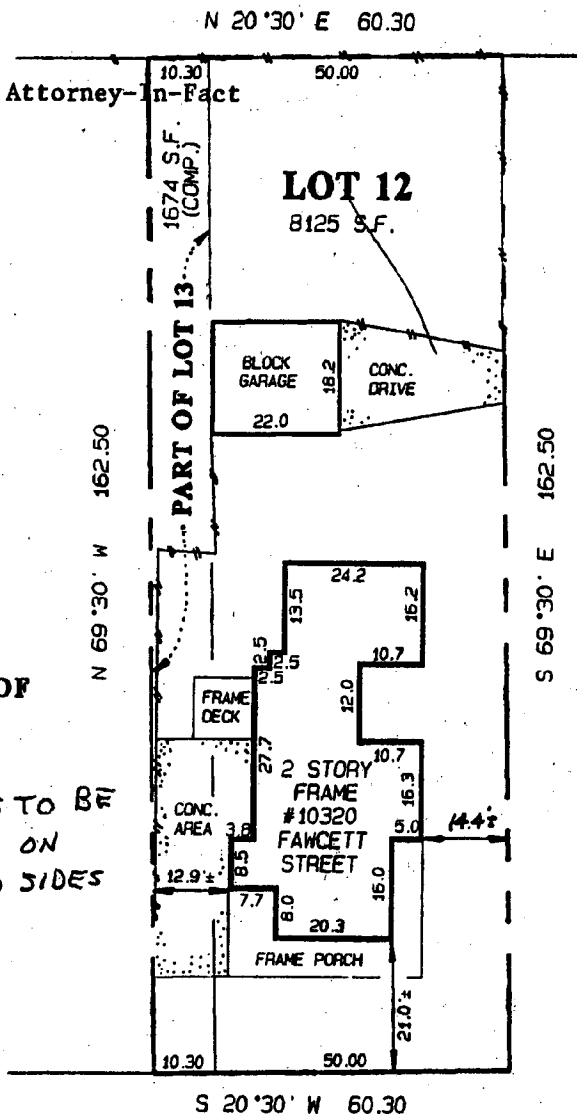 N 20°30' E 60.30
10.30 50.00
Attorney-In-Fact
1674 S.F.
(COMP.)
LOT 12
8125 S.F.
PART OF LOT 13
BLOCK
GARAGE
18.2
CONC.
DRIVE
22.0
N 69°30' W 162.50
S 69°30' E 162.50
24.2
13.5
16.2
2.5
2.5
2.5
10.7
12.0
10.7
OF
FRAME
DECK
27.7
2 STORY
FRAME
#10320
FAWCETT
STREET
16.3
TO BE
ON
SIDES
CONC.
AREA
3.8
8.5
5.0
14.4'±
12.9'±
7.7
8.0
16.0
20.3
FRAME PORCH
21.0'±
10.30 50.00
S 20°30' W 60.30